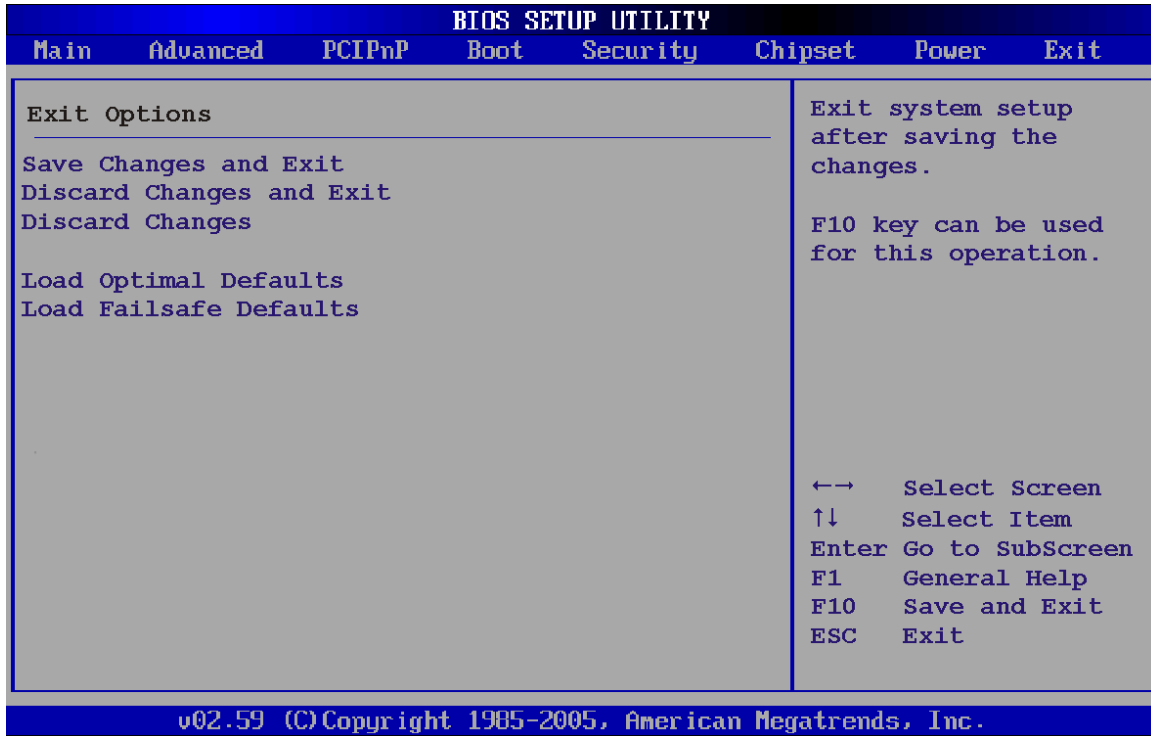 BIOS SETUP UTILITY
Main Advanced PCIPnP Boot Security Chipset Power Exit
Exit Options
Save Changes and Exit
Discard Changes and Exit
Discard Changes
Load Optimal Defaults
Load Failsafe Defaults
Exit system setup
after saving the
changes.
F10 key can be used
for this operation.
←→ Select Screen
↑↓ Select Item
Enter Go to SubScreen
F1 General Help
F10 Save and Exit
ESC Exit
v02.59 (C)Copyright 1985-2005, American Megatrends, Inc.